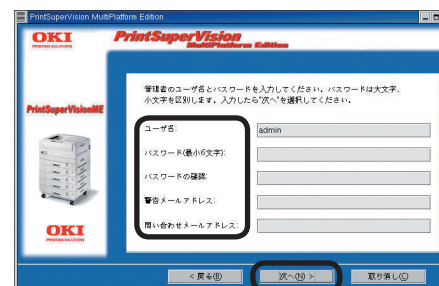 PrintSuperVision MultiPlatform Edition
OKI
PRINTING SOLUTIONS
PrintSuperVision
MultiPlatform Edition
管理者のユーザ名とパスワードを入力してください。パスワードは大文字、
小文字を区別します。入力したら"次へ"を選択してください。
PrintSuperVisionME
ユーザ名:
admin
パスワード(最小6文字):
パスワードの確認:
警告メールアドレス:
問い合わせメールアドレス:
OKI
PRINTING SOLUTIONS
< 戻る(B)
次へ(N) >
取り消し(C)